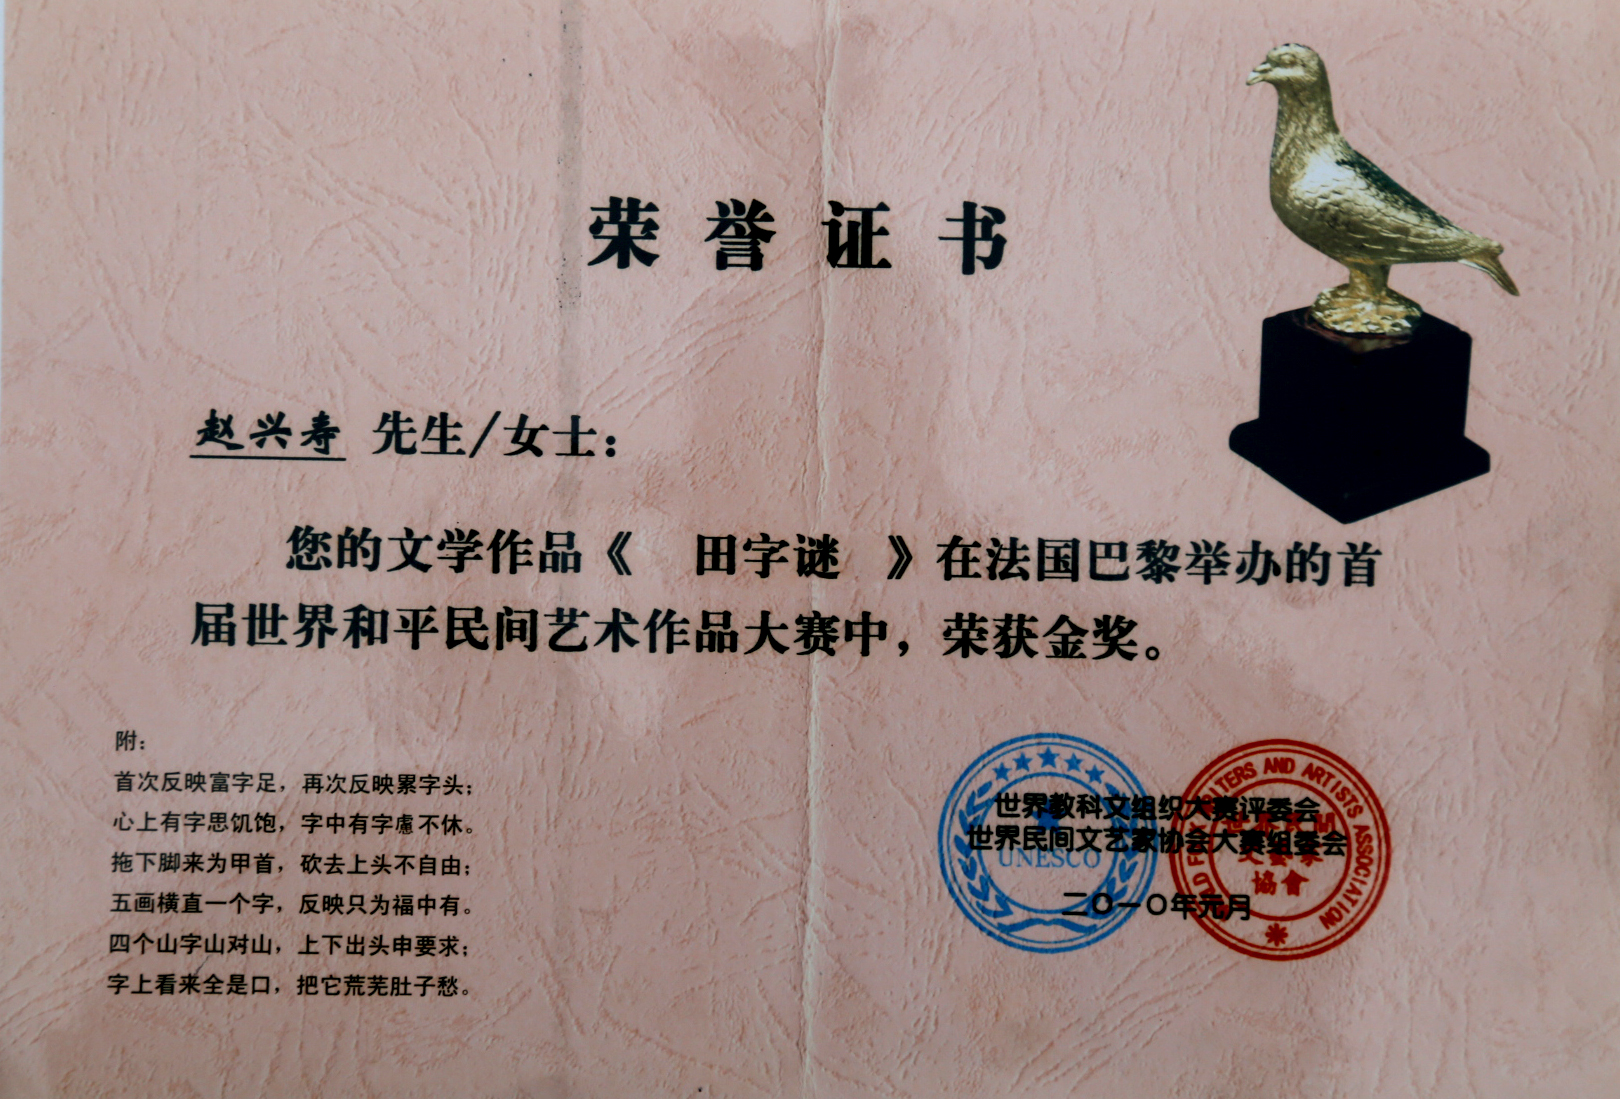 荣誉证书
赵兴寿 先生/女士：
您的文学作品《 田字谜 》在法国巴黎举办的首
届世界和平民间艺术作品大赛中，荣获金奖。
附：
首次反映富字足，再次反映累字头；
心上有字思饥饱，字中有字慮不休。
拖下脚来为甲首，砍去上头不自由；
五画横直一个字，反映只为福中有。
四个山字山对山，上下出头申要求；
字上看来全是口，把它荒芜肚子愁。
世界教科文组织大赛评委会
世界民间文艺家协会大赛组委会
UNESCO
二〇一〇年元月
WRITERS AND ARTISTS ASSOCIATION
協會